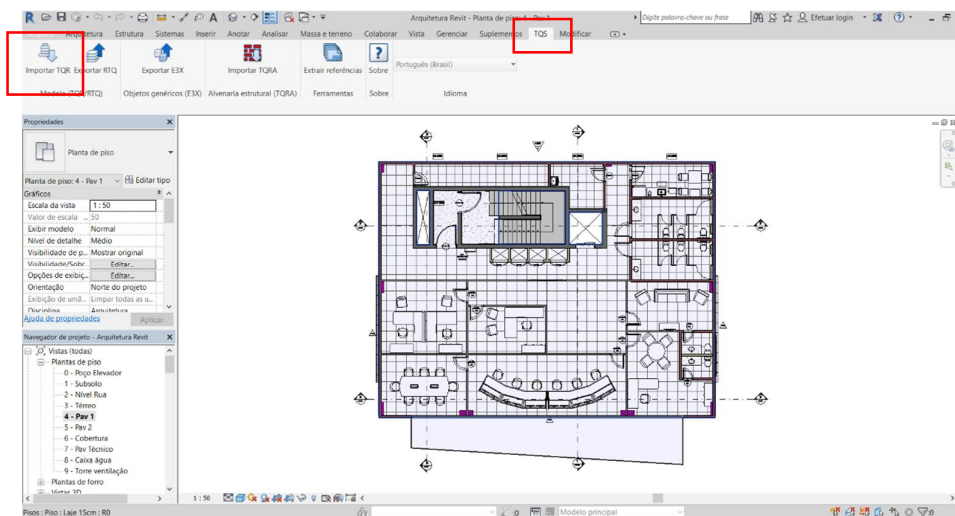 Arquitetura Revit - Planta de piso: 4 - Pav 1
Digite palavra-chave ou frase
Efetuar login
Arquitetura Estrutura Sistemas Inserir Anotar Analisar Massa e terreno Colaborar Vista Gerenciar Suplementos TQS Modificar
Importar TQR Exportar RTQ Exportar E3X Importar TQRA Extrair referências Sobre
Português (Brasil)
Modelo (TQR/RTQ) Objetos genéricos (E3X) Alvenaria estrutural (TQRA) Ferramentas Sobre Idioma
Propriedades
Planta de piso
Planta de piso: 4 - Pav 1
Editar tipo
Gráficos
Escala da vista 1 : 50
Valor de escala ... 50
Exibir modelo Normal
Nível de detalhe Médio
Visibilidade de p... Mostrar original
Visibilidade/Sobr... Editar...
Opções de exibiç... Editar...
Orientação Norte do projeto
Exibição de uniã... Limpar todas as u...
Disciplina Arquitetura
Ajuda de propriedades Aplicar
Navegador de projeto - Arquitetura Revit
Vistas (todas)
Plantas de piso
0 - Poço Elevador
1 - Subsolo
2 - Nível Rua
3 - Térreo
4 - Pav 1
5 - Pav 2
6 - Cobertura
7 - Pav Técnico
8 - Caixa água
9 - Torre ventilação
Plantas de forro
Vistas 3D
1 : 50
Pisos : Piso : Laje 15cm : R0
:0
Modelo principal
:0